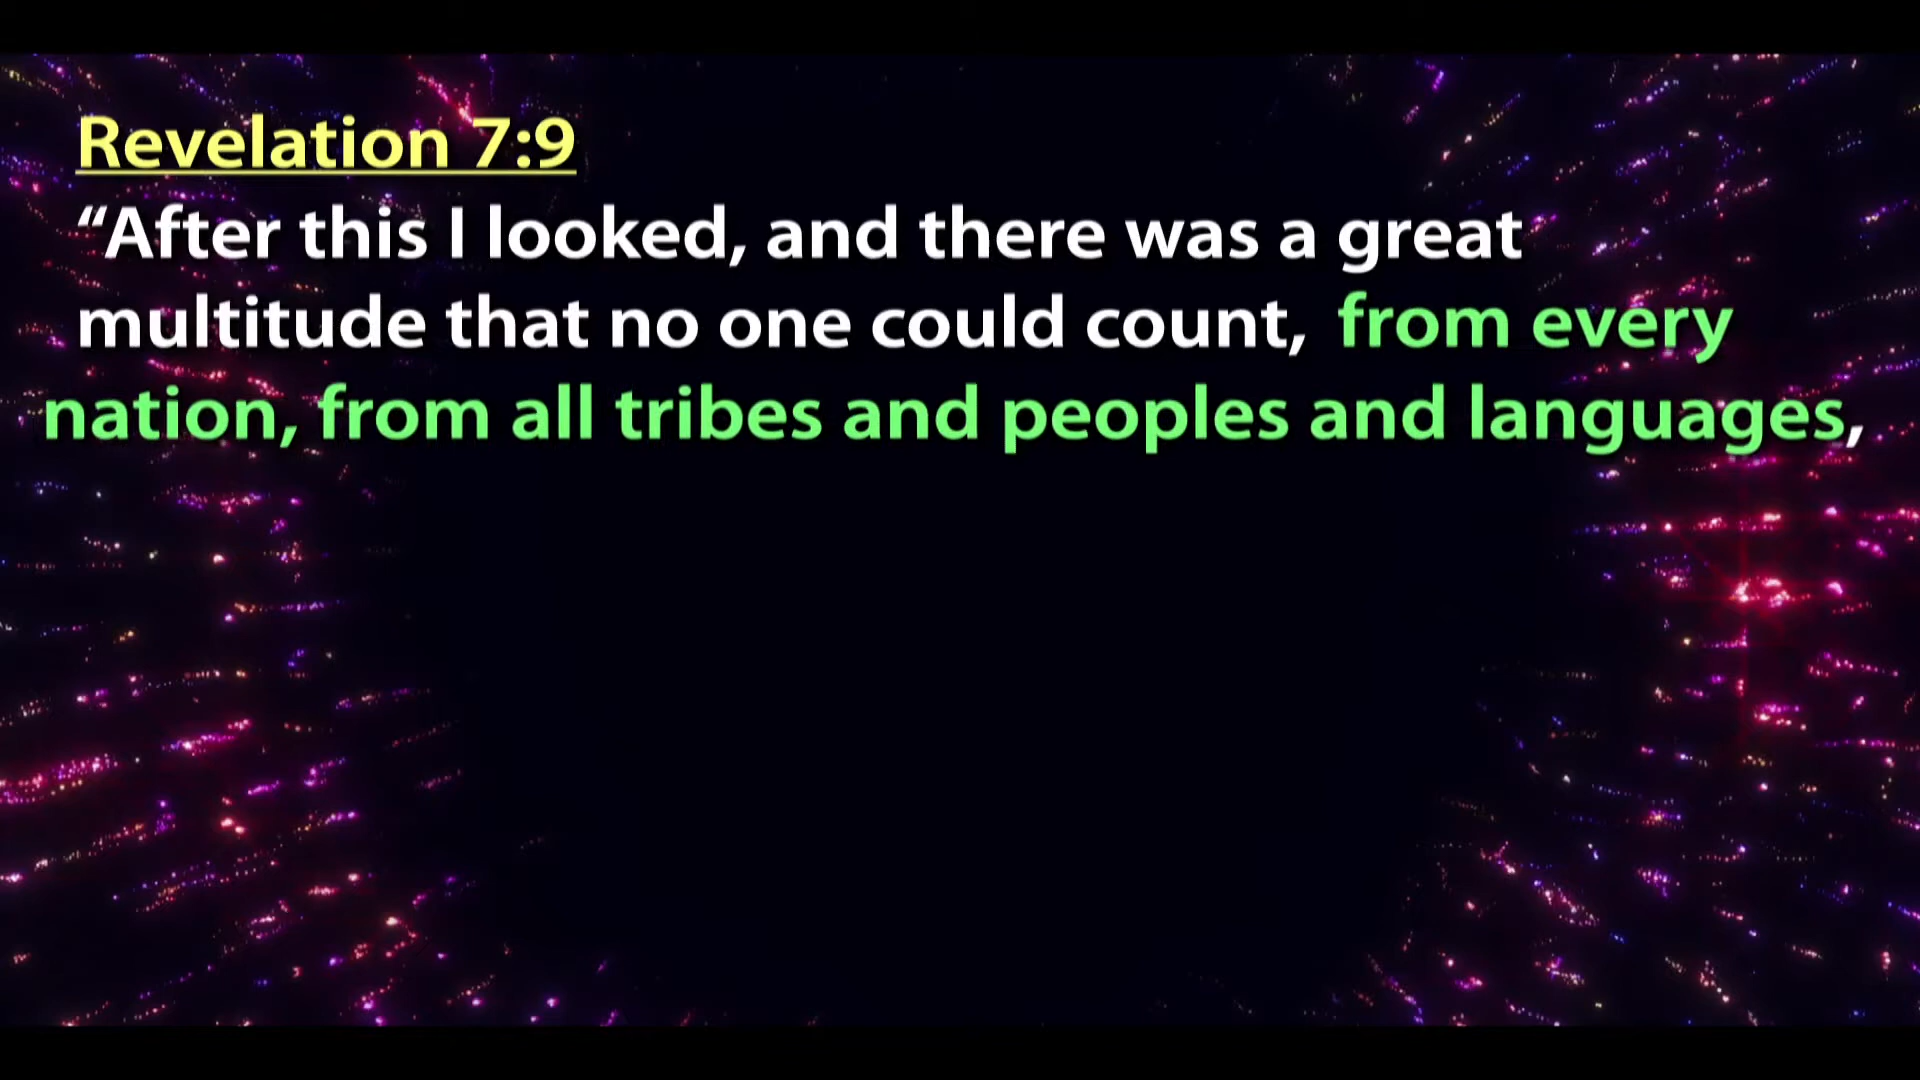 Revelation 7:9
“After this I looked, and there was a great
multitude that no one could count, from every
nation, from all tribes and peoples and languages,